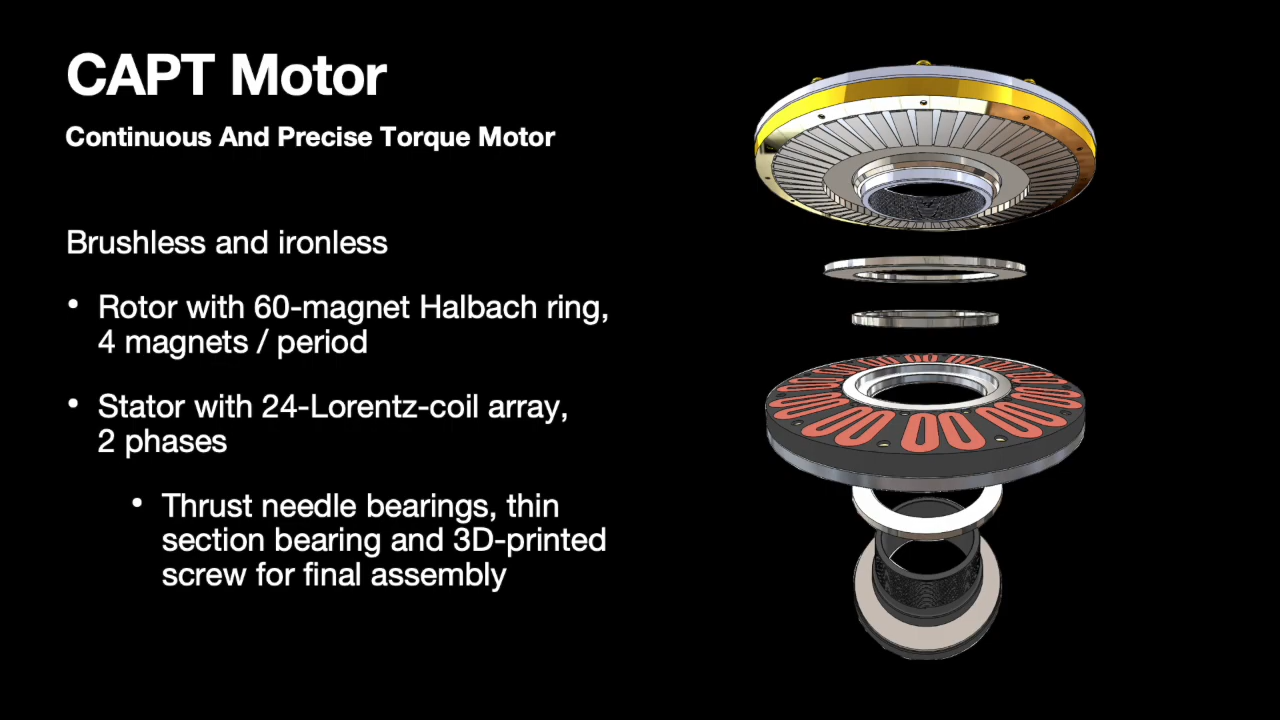 CAPT Motor
Continuous And Precise Torque Motor
Brushless and ironless
• Rotor with 60-magnet Halbach ring,
4 magnets / period
• Stator with 24-Lorentz-coil array,
2 phases
• Thrust needle bearings, thin
section bearing and 3D-printed
screw for final assembly